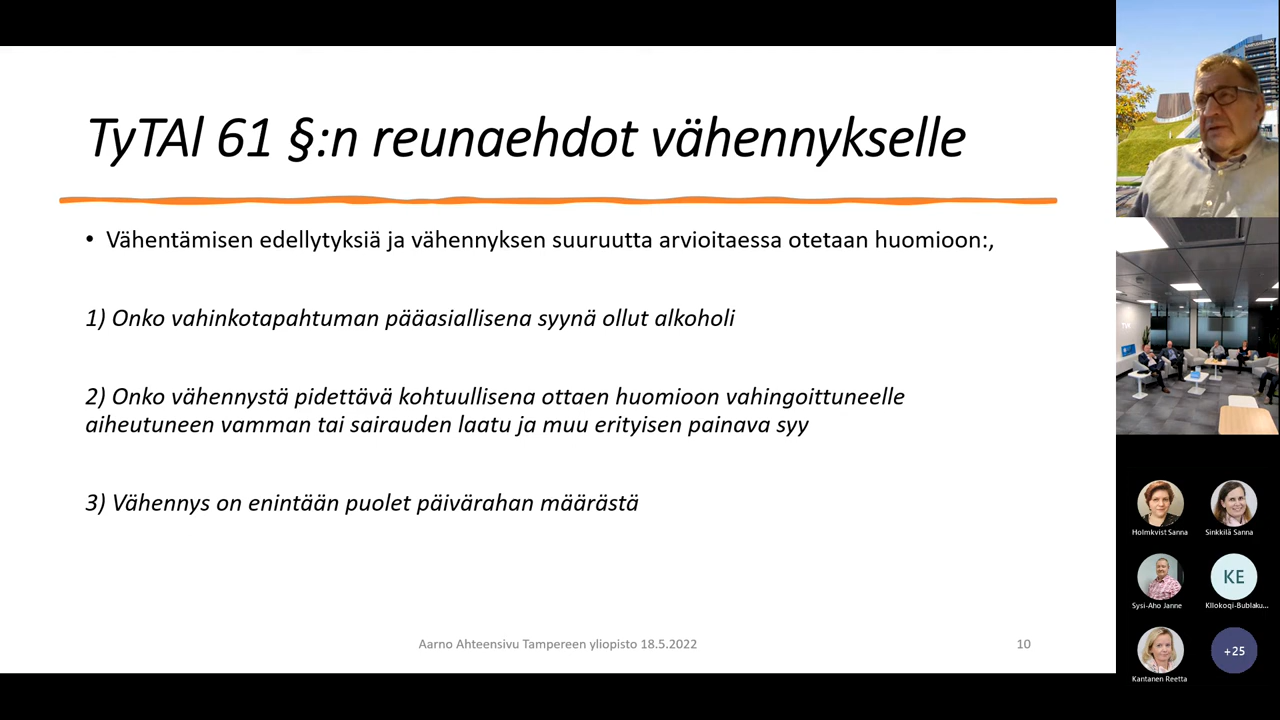 TyTAl 61 §:n reunaehdot vähennykselle
• Vähentämisen edellytyksiä ja vähennyksen suuruutta arvioitaessa otetaan huomioon:,
1) Onko vahinkotapahtuman pääasiallisena syynä ollut alkoholi
2) Onko vähennystä pidettävä kohtuullisena ottaen huomioon vahingoittuneelle
aiheutuneen vamman tai sairauden laatu ja muu erityisen painava syy
3) Vähennys on enintään puolet päivärahan määrästä
Aarno Ahteensivu Tampereen yliopisto 18.5.2022
10
Holmkvist Sanna
Sinkkilä Sanna
KE
Sysi-Aho Janne
Kllokoqi-Bublaku...
+25
Kantanen Reetta